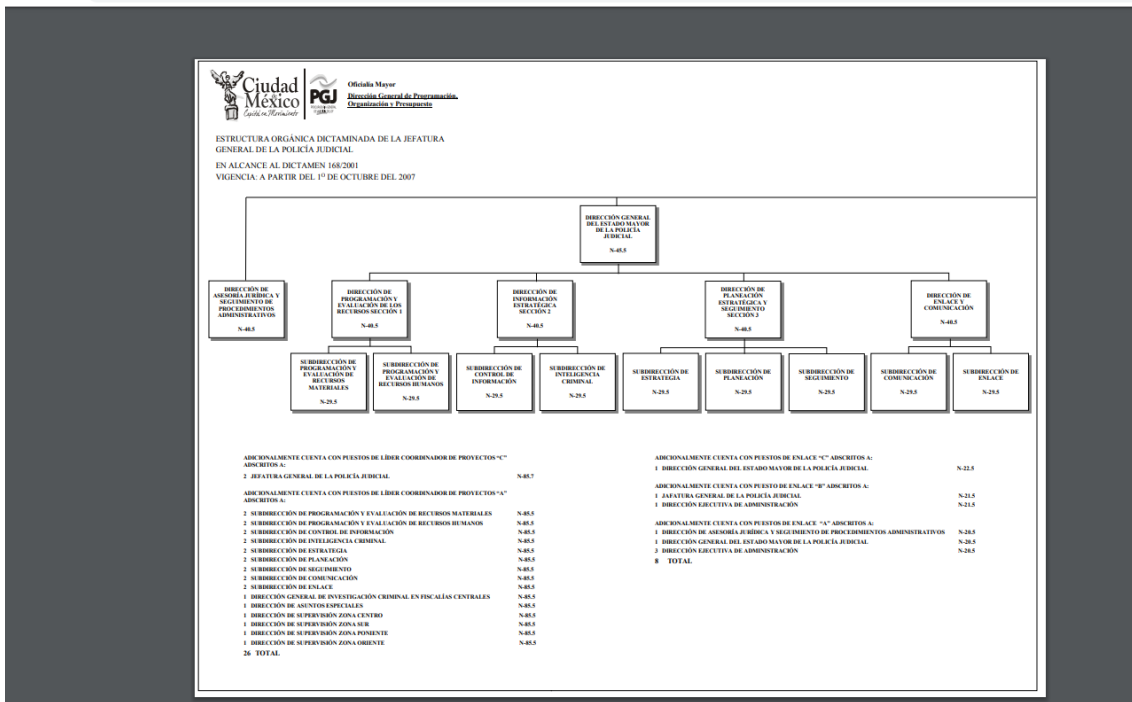 Ciudad
de
México
Capital en Movimiento
PGJ
Oficialía Mayor
Dirección General de Programación,
Organización y Presupuesto
ESTRUCTURA ORGÁNICA DICTAMINADA DE LA JEFATURA
GENERAL DE LA POLICÍA JUDICIAL
EN ALCANCE AL DICTAMEN 168/2001
VIGENCIA: A PARTIR DEL 1º DE OCTUBRE DEL 2007
DIRECCIÓN GENERAL
DEL ESTADO MAYOR
DE LA POLICÍA
JUDICIAL
N-45.5
DIRECCIÓN DE
ASESORÍA JURÍDICA Y
SEGUIMIENTO DE
PROCEDIMIENTOS
ADMINISTRATIVOS
N-40.5
DIRECCIÓN DE
PROGRAMACIÓN Y
EVALUACIÓN DE LOS
RECURSOS SECCIÓN 1
N-40.5
DIRECCIÓN DE
INFORMACIÓN
ESTRATÉGICA
SECCIÓN 2
N-40.5
DIRECCIÓN DE
PLANEACIÓN
ESTRATÉGICA Y
SEGUIMIENTO
SECCIÓN 3
N-40.5
DIRECCIÓN DE
ENLACE Y
COMUNICACIÓN
N-40.5
SUBDIRECCIÓN DE
PROGRAMACIÓN Y
EVALUACIÓN DE
RECURSOS
MATERIALES
N-29.5
SUBDIRECCIÓN DE
PROGRAMACIÓN Y
EVALUACIÓN DE
RECURSOS HUMANOS
N-29.5
SUBDIRECCIÓN DE
CONTROL DE
INFORMACIÓN
N-29.5
SUBDIRECCIÓN DE
INTELIGENCIA
CRIMINAL
N-29.5
SUBDIRECCIÓN DE
ESTRATEGIA
N-29.5
SUBDIRECCIÓN DE
PLANEACIÓN
N-29.5
SUBDIRECCIÓN DE
SEGUIMIENTO
N-29.5
SUBDIRECCIÓN DE
COMUNICACIÓN
N-29.5
SUBDIRECCIÓN DE
ENLACE
N-29.5
ADICIONALMENTE CUENTA CON PUESTOS DE LÍDER COORDINADOR DE PROYECTOS “C”
ADSCRITOS A:
2 JEFATURA GENERAL DE LA POLICÍA JUDICIAL N-85.7
ADICIONALMENTE CUENTA CON PUESTOS DE LÍDER COORDINADOR DE PROYECTOS “A”
ADSCRITOS A:
2 SUBDIRECCIÓN DE PROGRAMACIÓN Y EVALUACIÓN DE RECURSOS MATERIALES N-85.5
2 SUBDIRECCIÓN DE PROGRAMACIÓN Y EVALUACIÓN DE RECURSOS HUMANOS N-85.5
2 SUBDIRECCIÓN DE CONTROL DE INFORMACIÓN N-85.5
2 SUBDIRECCIÓN DE INTELIGENCIA CRIMINAL N-85.5
2 SUBDIRECCIÓN DE ESTRATEGIA N-85.5
2 SUBDIRECCIÓN DE PLANEACIÓN N-85.5
2 SUBDIRECCIÓN DE SEGUIMIENTO N-85.5
2 SUBDIRECCIÓN DE COMUNICACIÓN N-85.5
2 SUBDIRECCIÓN DE ENLACE N-85.5
1 DIRECCIÓN GENERAL DE INVESTIGACIÓN CRIMINAL EN FISCALÍAS CENTRALES N-85.5
1 DIRECCIÓN DE ASUNTOS ESPECIALES N-85.5
1 DIRECCIÓN DE SUPERVISIÓN ZONA CENTRO N-85.5
1 DIRECCIÓN DE SUPERVISIÓN ZONA SUR N-85.5
1 DIRECCIÓN DE SUPERVISIÓN ZONA PONIENTE N-85.5
1 DIRECCIÓN DE SUPERVISIÓN ZONA ORIENTE N-85.5
26 TOTAL
ADICIONALMENTE CUENTA CON PUESTOS DE ENLACE “C” ADSCRITOS A:
1 DIRECCIÓN GENERAL DEL ESTADO MAYOR DE LA POLICÍA JUDICIAL N-22.5
ADICIONALMENTE CUENTA CON PUESTO DE ENLACE “B” ADSCRITOS A:
1 JAFATURA GENERAL DE LA POLICÍA JUDICIAL N-21.5
1 DIRECCIÓN EJECUTIVA DE ADMINISTRACIÓN N-21.5
ADICIONALMENTE CUENTA CON PUESTOS DE ENLACE “A” ADSCRITOS A:
1 DIRECCIÓN DE ASESORÍA JURÍDICA Y SEGUIMIENTO DE PROCEDIMIENTOS ADMINISTRATIVOS N-20.5
1 DIRECCIÓN GENERAL DEL ESTADO MAYOR DE LA POLICÍA JUDICIAL N-20.5
3 DIRECCIÓN EJECUTIVA DE ADMINISTRACIÓN N-20.5
8 TOTAL